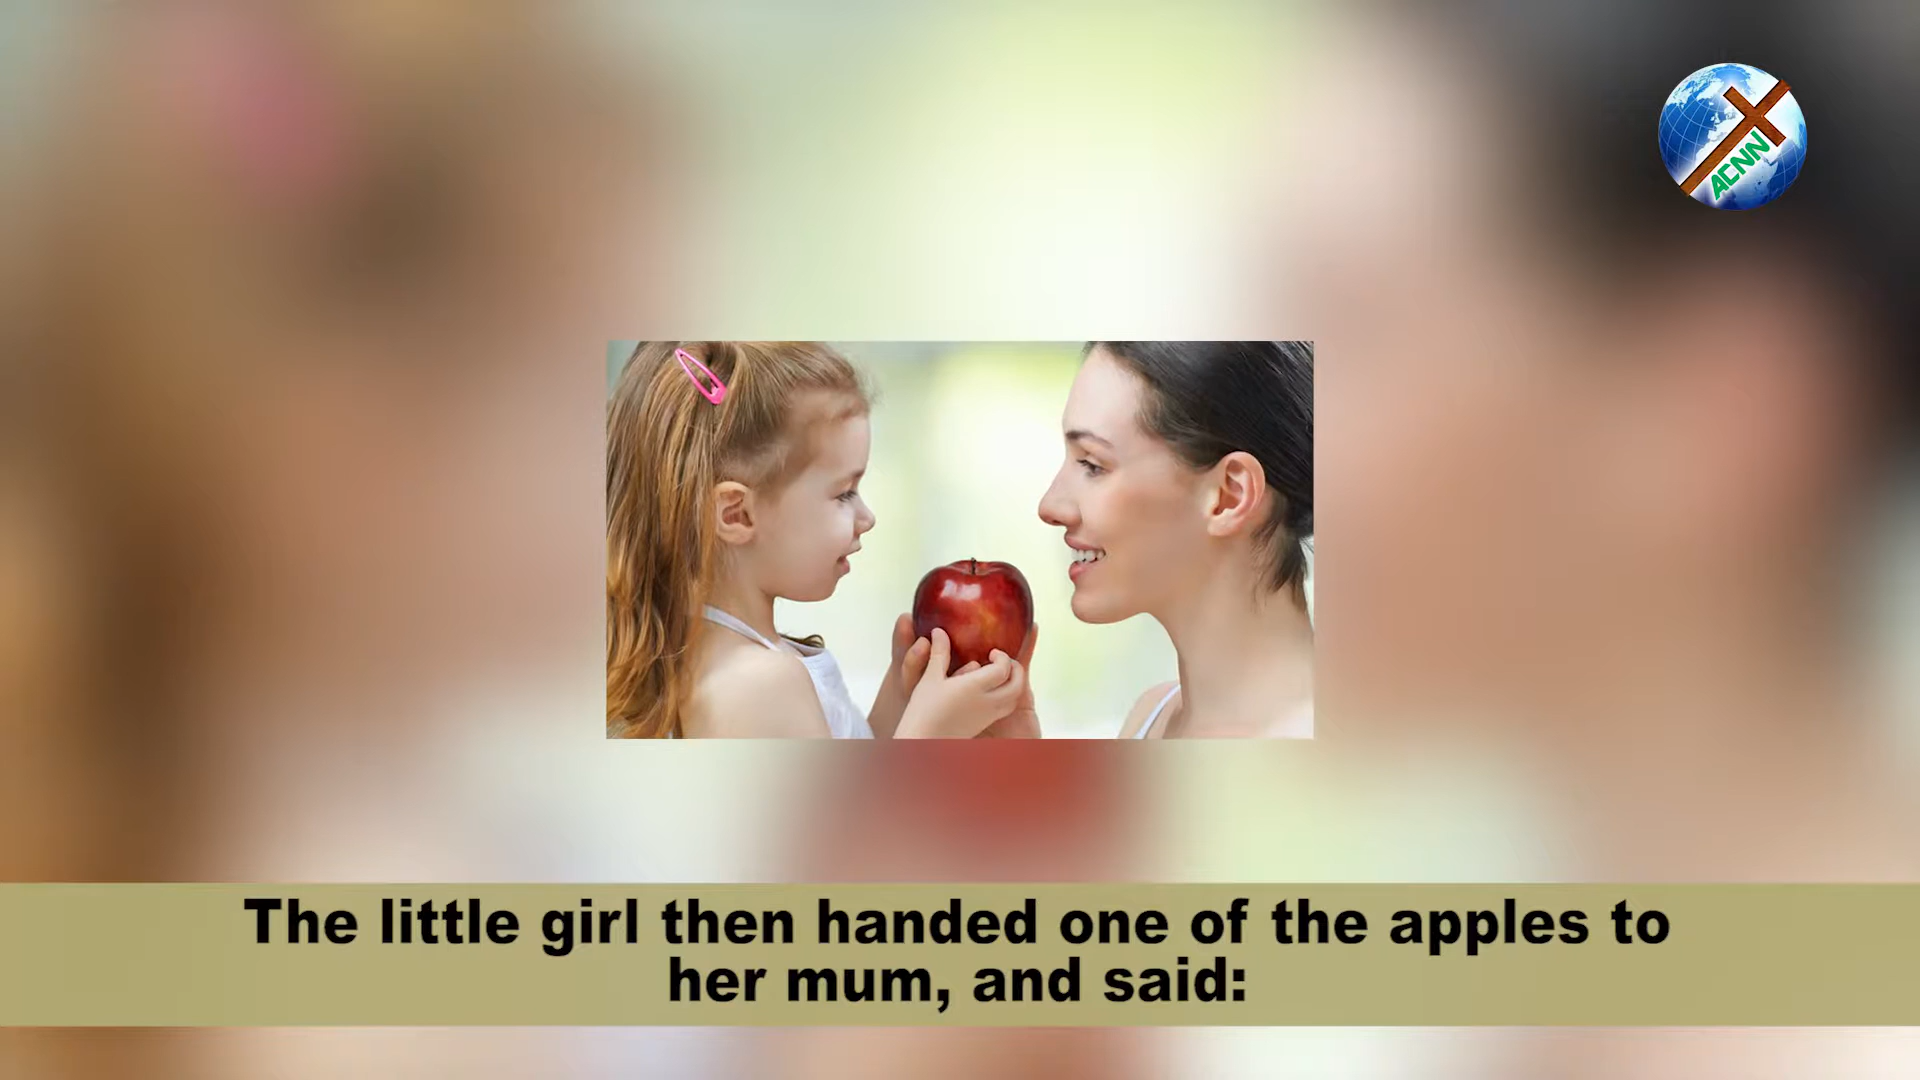 ACNN
The little girl then handed one of the apples to
her mum, and said: